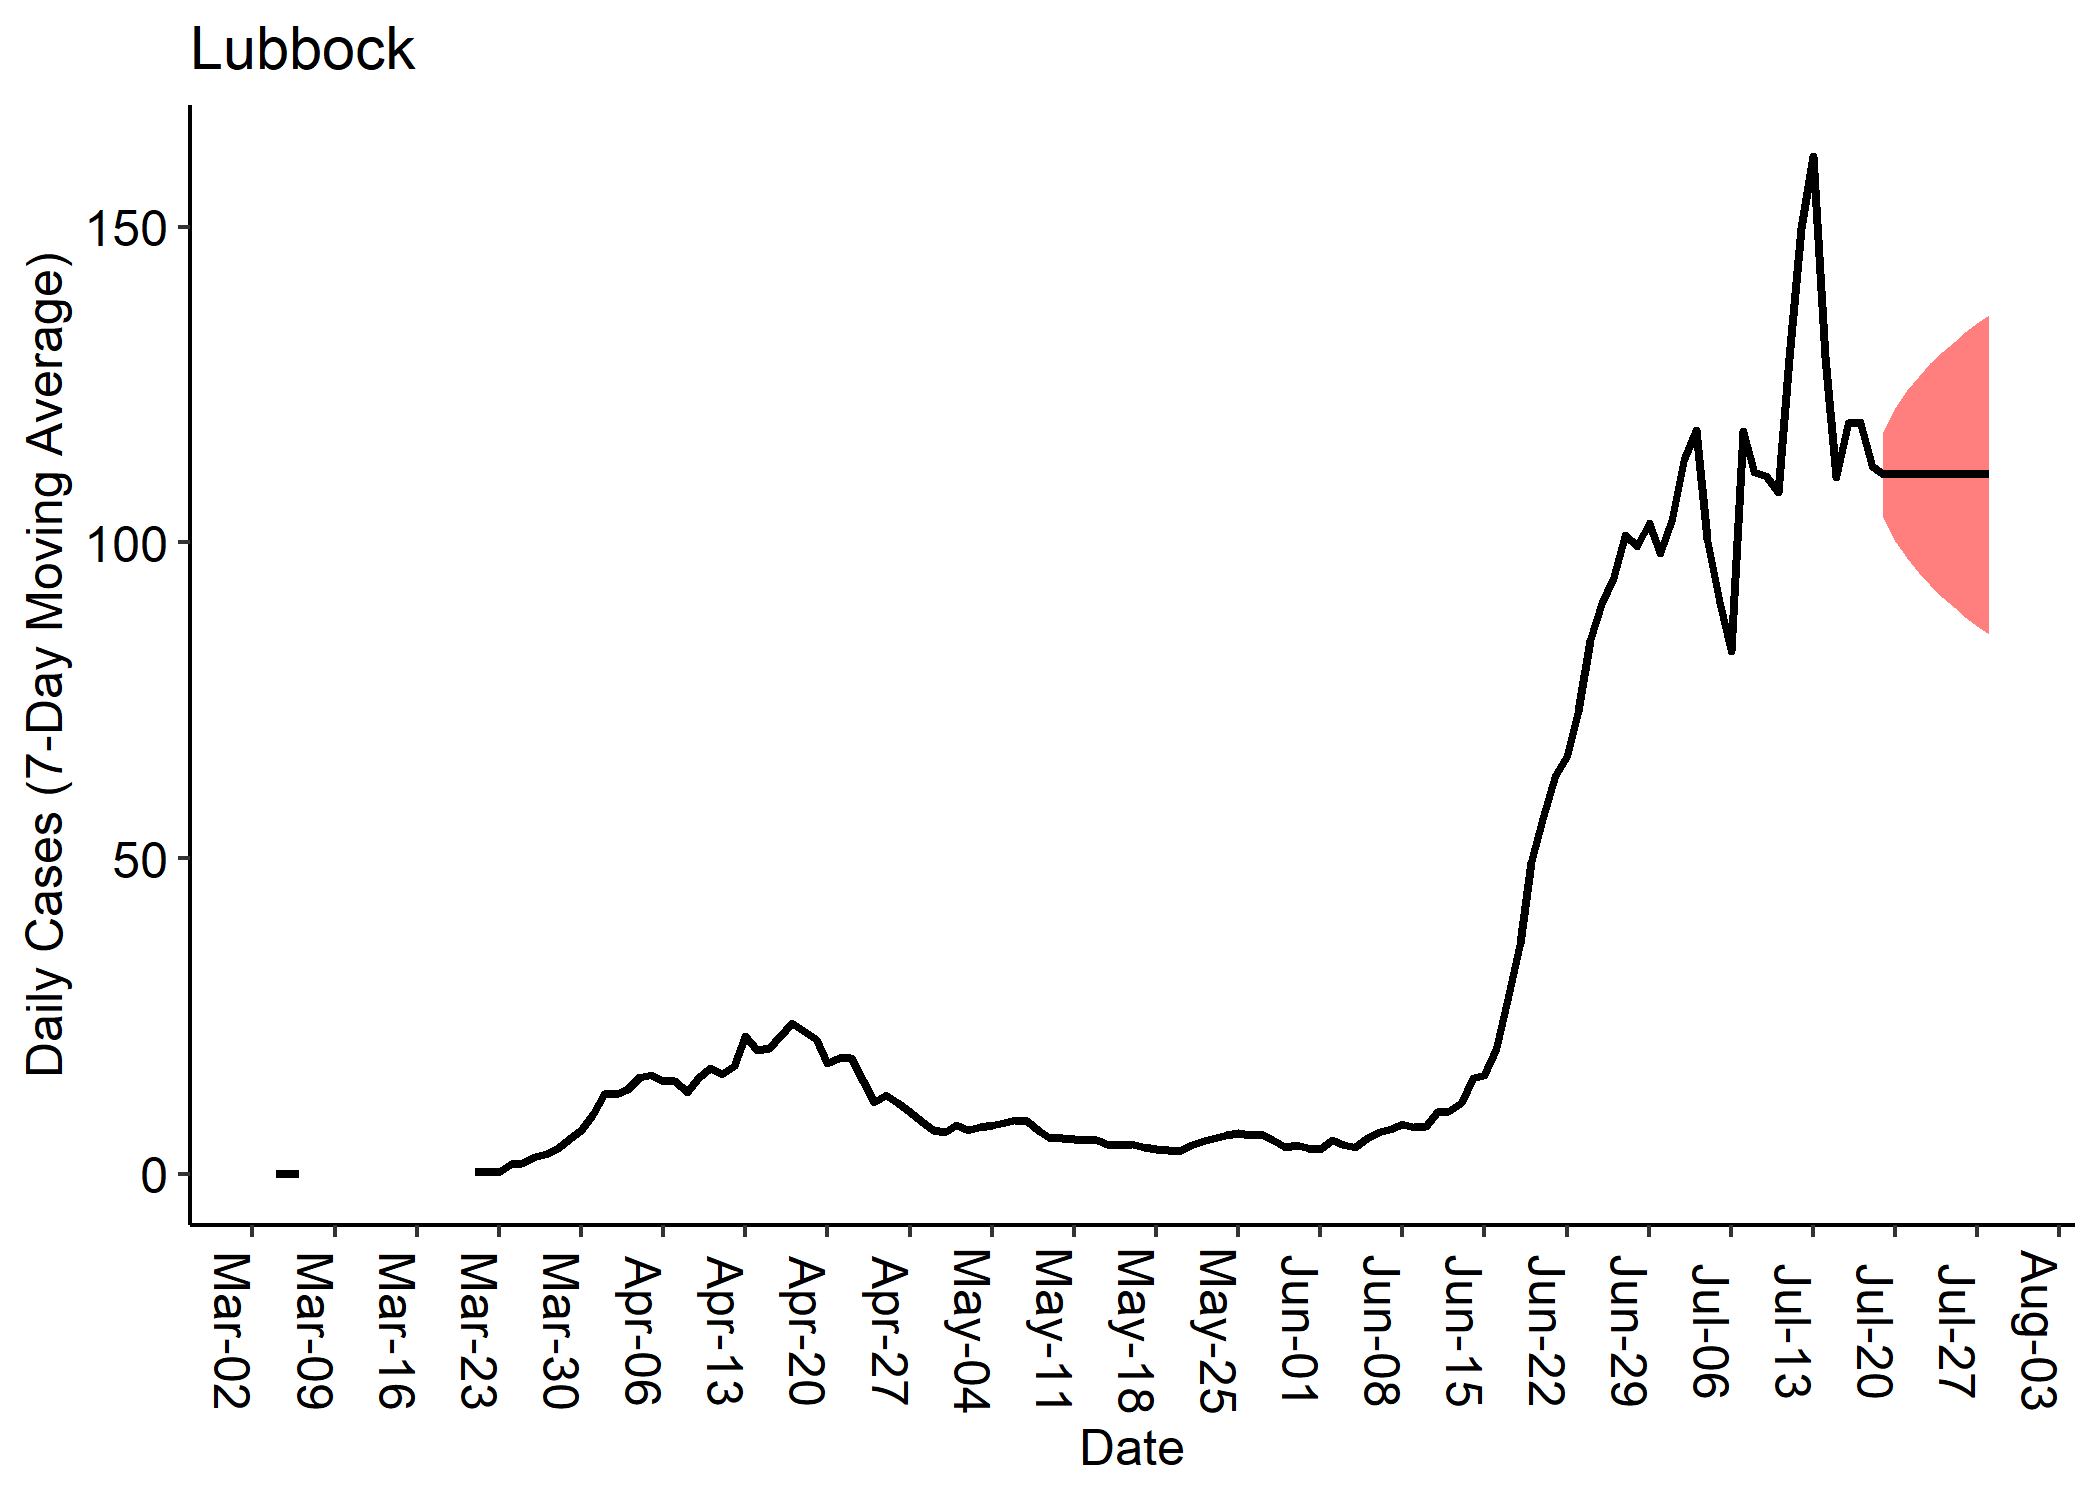 Lubbock
Daily Cases (7-Day Moving Average)
150
100
50
0
Mar-02
Mar-09
Mar-16
Mar-23
Mar-30
Apr-06
Apr-13
Apr-20
Apr-27
May-04
May-11
May-18
May-25
Jun-01
Jun-08
Jun-15
Jun-22
Jun-29
Jul-06
Jul-13
Jul-20
Jul-27
Aug-03
Date